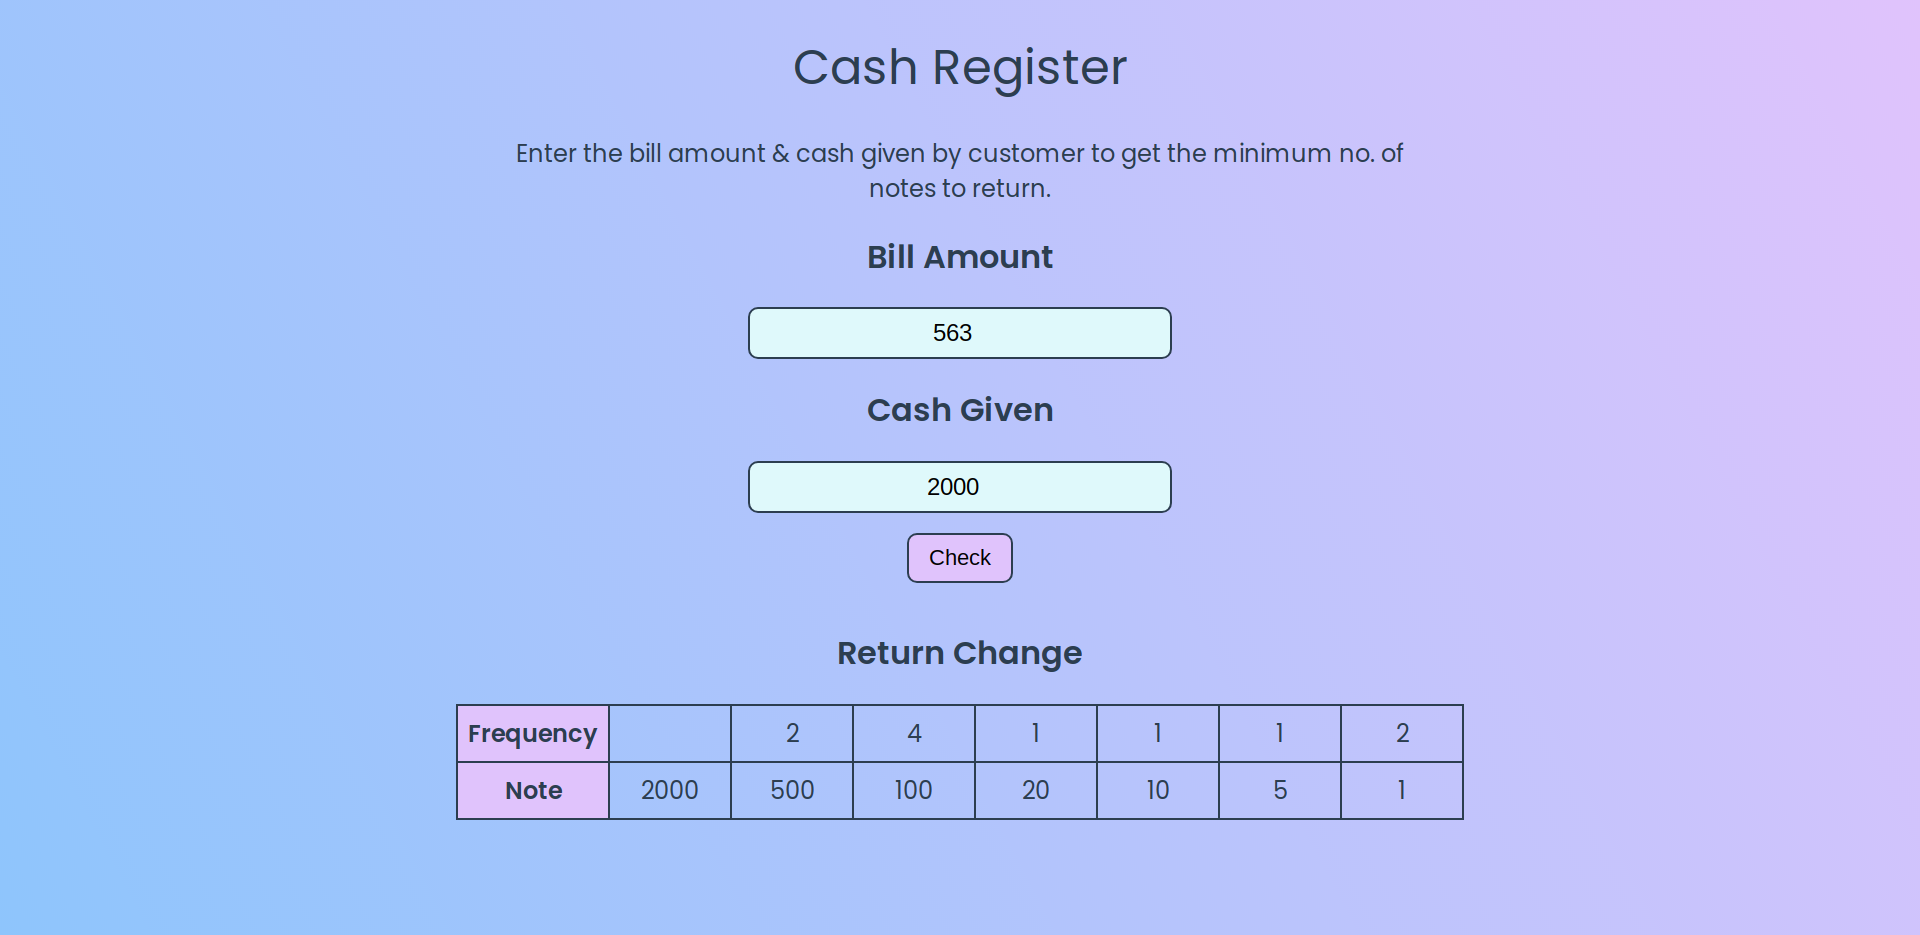 Cash Register
Enter the bill amount & cash given by customer to get the minimum no. of
notes to return.
Bill Amount
563
Cash Given
2000
Check
Return Change
Frequency 2 4 1 1 1 2
Note 2000 500 100 20 10 5 1